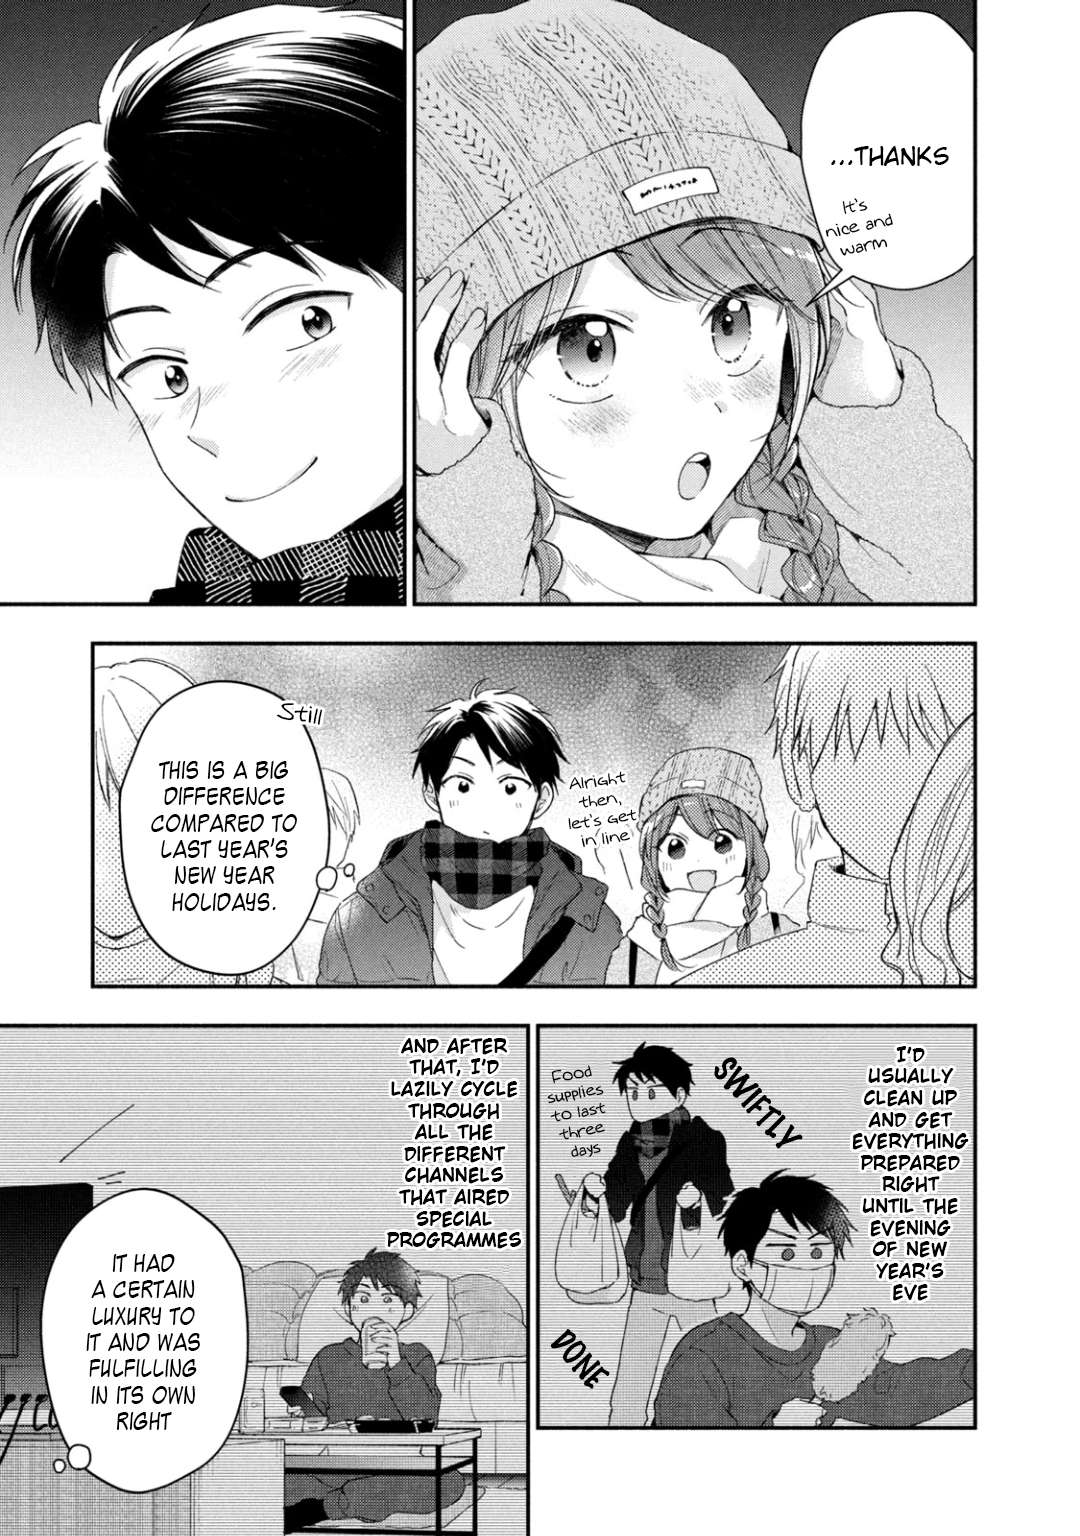 ...THANKS
It's
nice and
warm
Still
THIS IS A BIG
DIFFERENCE
COMPARED TO
LAST YEAR'S
NEW YEAR
HOLIDAYS.
Alright
then,
let's get
in line
I'D
USUALLY
CLEAN UP
AND GET
EVERYTHING
PREPARED
RIGHT
UNTIL THE
EVENING
OF NEW
YEAR'S
EVE
SWIFTLY
Food
supplies
to last
three
days
DONE
AND AFTER
THAT, I'D
LAZILY CYCLE
THROUGH
ALL THE
DIFFERENT
CHANNELS
THAT AIRED
SPECIAL
PROGRAMMES
IT HAD
A CERTAIN
LUXURY TO
IT AND WAS
FULFILLING
IN ITS OWN
RIGHT